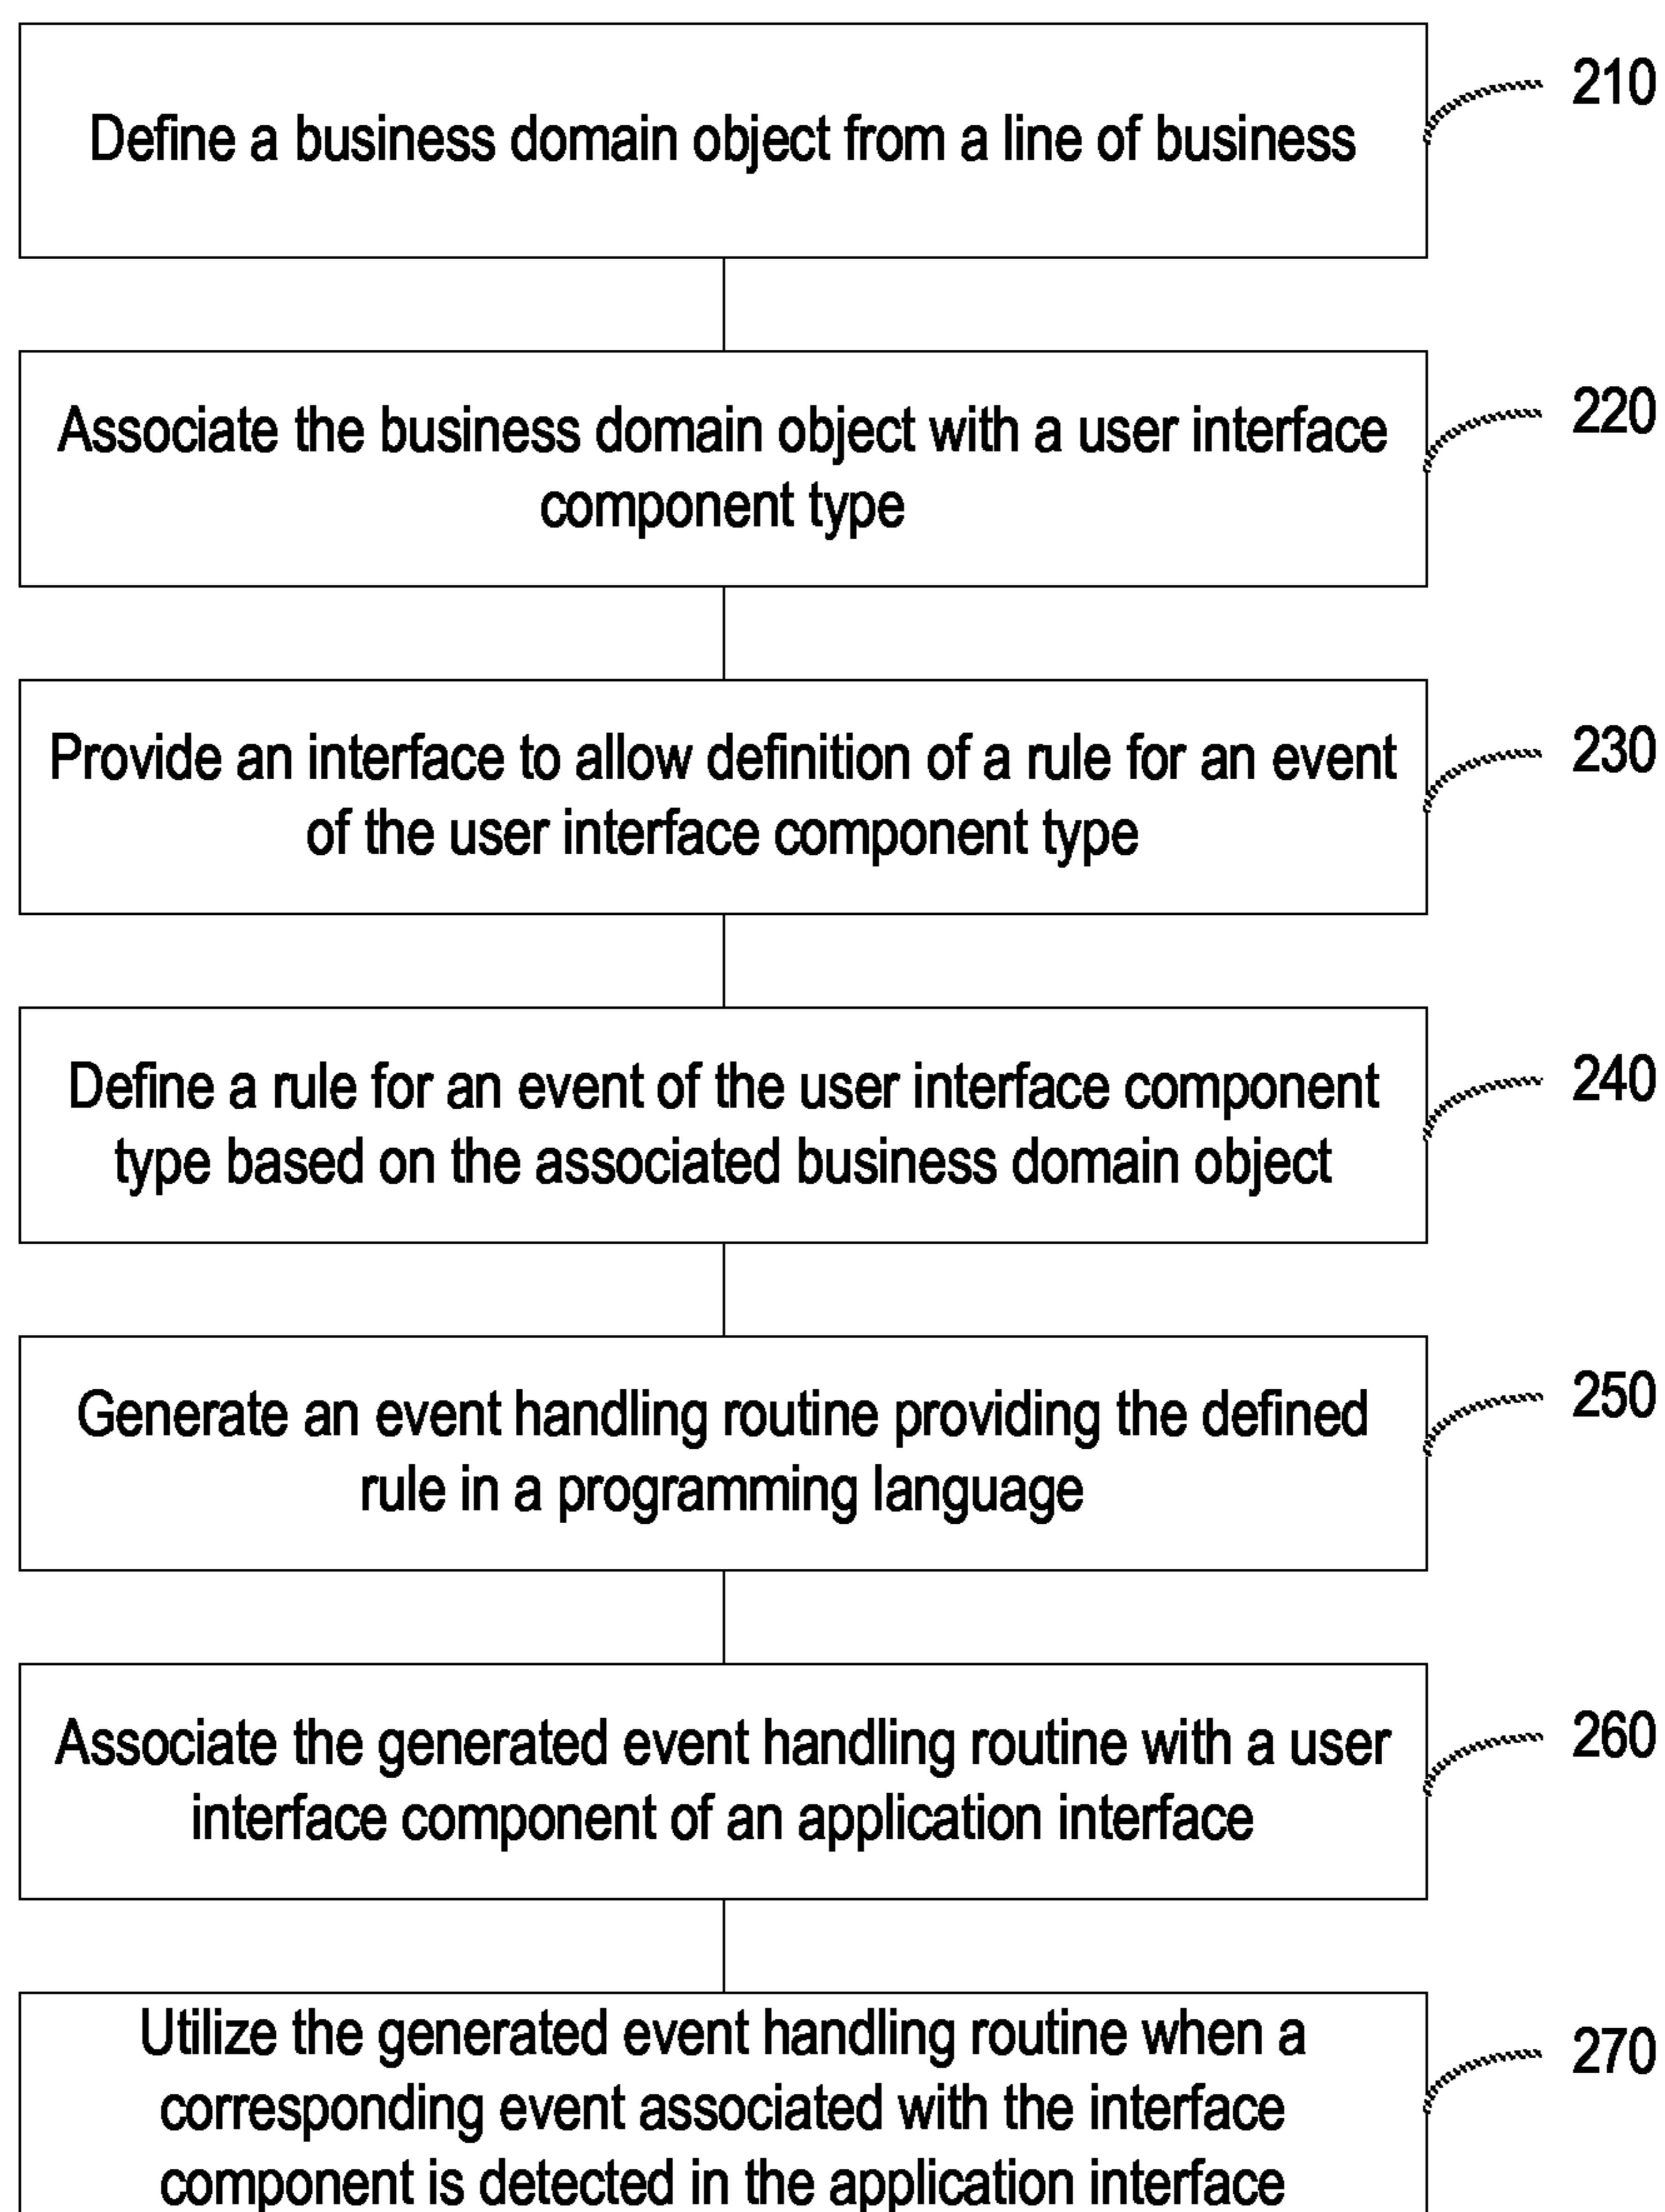 Define a business domain object from a line of business
210
Associate the business domain object with a user interface
component type
220
Provide an interface to allow definition of a rule for an event
of the user interface component type
230
Define a rule for an event of the user interface component
type based on the associated business domain object
240
Generate an event handling routine providing the defined
rule in a programming language
250
Associate the generated event handling routine with a user
interface component of an application interface
260
Utilize the generated event handling routine when a
corresponding event associated with the interface
component is detected in the application interface
270